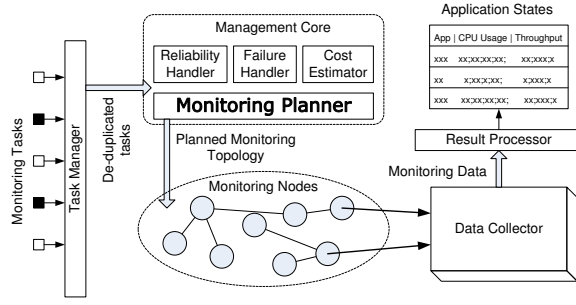 Monitoring Tasks
Task Manager
De-duplicated
tasks
Management Core
Reliability
Handler
Failure
Handler
Cost
Estimator
Monitoring Planner
Planned Monitoring
Topology
Monitoring Nodes
Application States
App | CPU Usage | Throughput
xxx xx;xx;xx;xx; xx;xxx;x
xx x;xx;x;xx; x;xxx;x
xxx xx;xx;xx;xx; xx;xxx;x
Result Processor
Monitoring Data
Data Collector